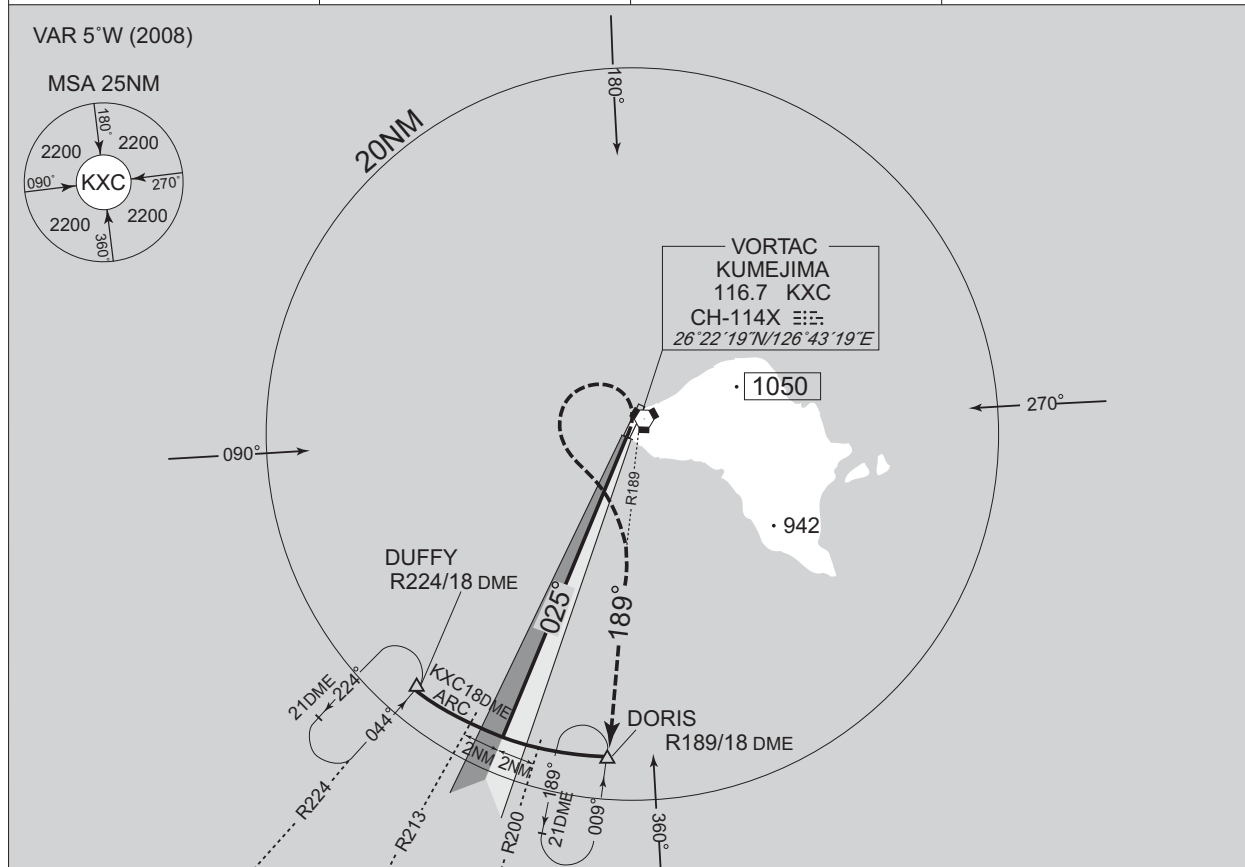 VAR 5°W (2008)
MSA 25NM
180°
2200
2200
090°
KXC
270°
2200
2200
360°
20NM
180°
VORTAC
KUMEJIMA
116.7 KXC
CH-114X
26°22´19˝N/126°43´19˝E
1050
270°
090°
R189
942
DUFFY
R224/18 DME
025°
189°
21DME
224°
044°
KXC18DME
ARC
DORIS
R189/18 DME
2NM
2NM
189°
21DME
009°
360°
R224
R213
R200